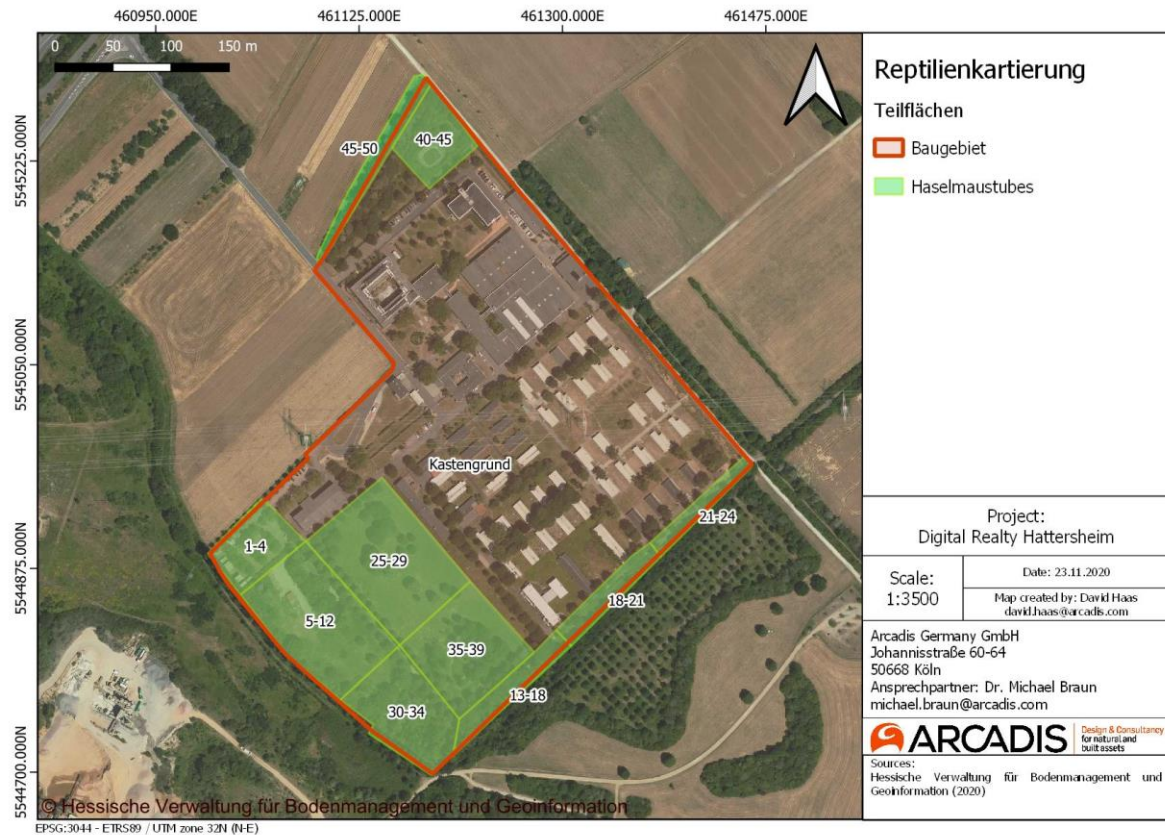 460950.000E 461125.000E 461300.000E 461475.000E
0 50 100 150 m
5545225.000N
5545050.000N
5544875.000N
5544700.000N
40-45
45-50
Kastengrund
21-24
1-4
25-29
18-21
5-12
35-39
13-18
30-34
© Hessische Verwaltung für Bodenmanagement und Geoinformation
EPSG:3044 - ETRS89 / UTM zone 32N (N-E)
Reptilienkartierung
Teilflächen
Baugebiet
Haselmaustubes
Project:
Digital Realty Hattersheim
Scale:
1:3500
Date: 23.11.2020
Map created by: David Haas
david.haas@arcadis.com
Arcadis Germany GmbH
Johannisstraße 60-64
50668 Köln
Ansprechpartner: Dr. Michael Braun
michael.braun@arcadis.com
ARCADIS
Design & Consultancy
for natural and
built assets
Sources:
Hessische Verwaltung für Bodenmanagement und
Geoinformation (2020)